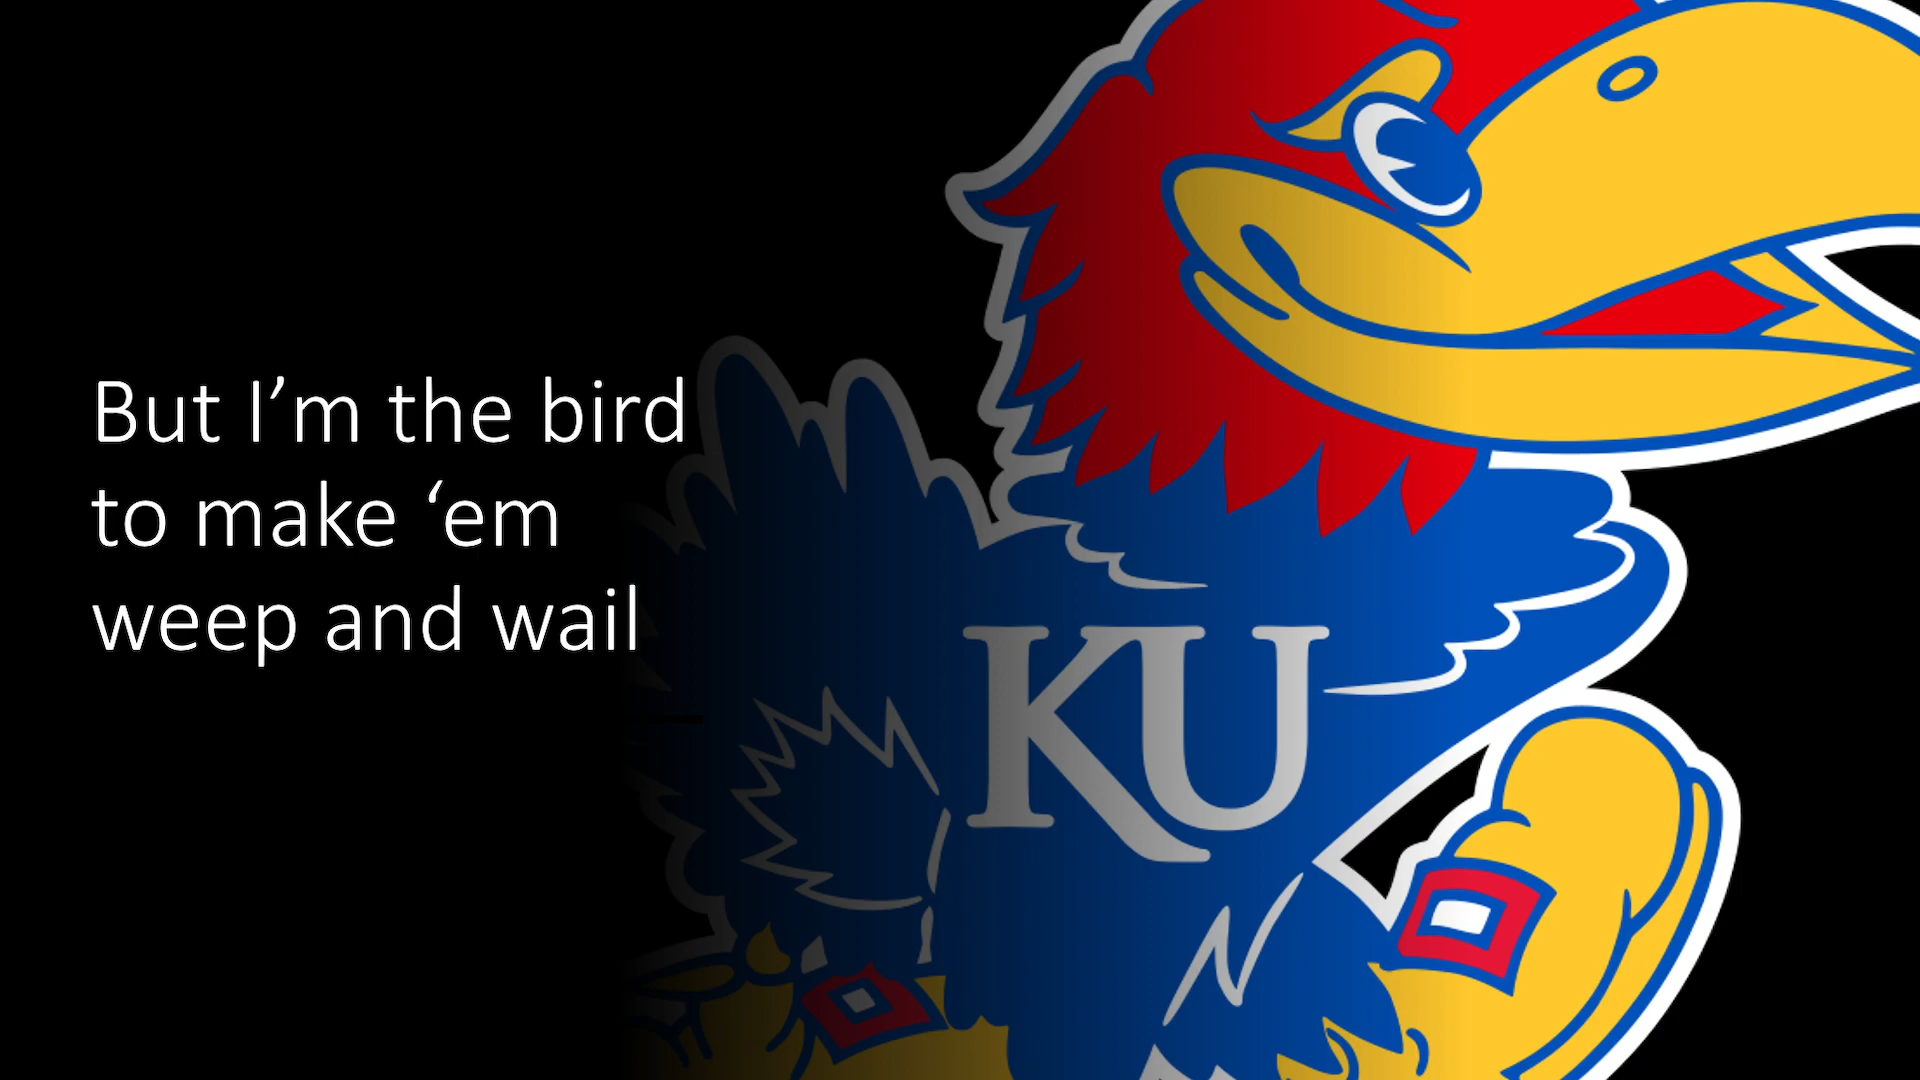 But I’m the bird
to make ‘em
weep and wail
KU